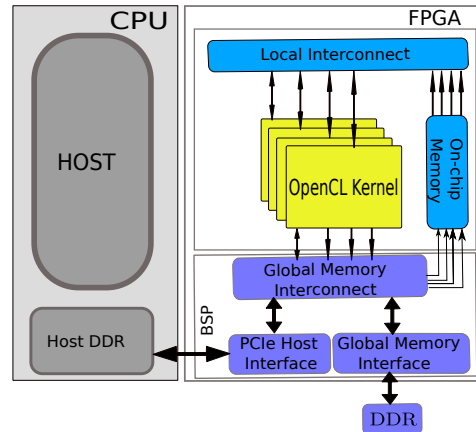 CPU
FPGA
Local Interconnect
HOST
OpenCL Kernel
On-chip
Memory
Global Memory
Interconnect
BSP
Host DDR
PCIe Host
Interface
Global Memory
Interface
DDR